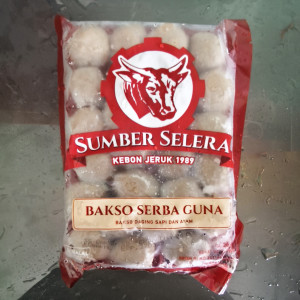 SUMBER SELERA
KEBON JERUK 1989
BAKSO SERBA GUNA
BAKSO DAGING SAPI DAN AYAM